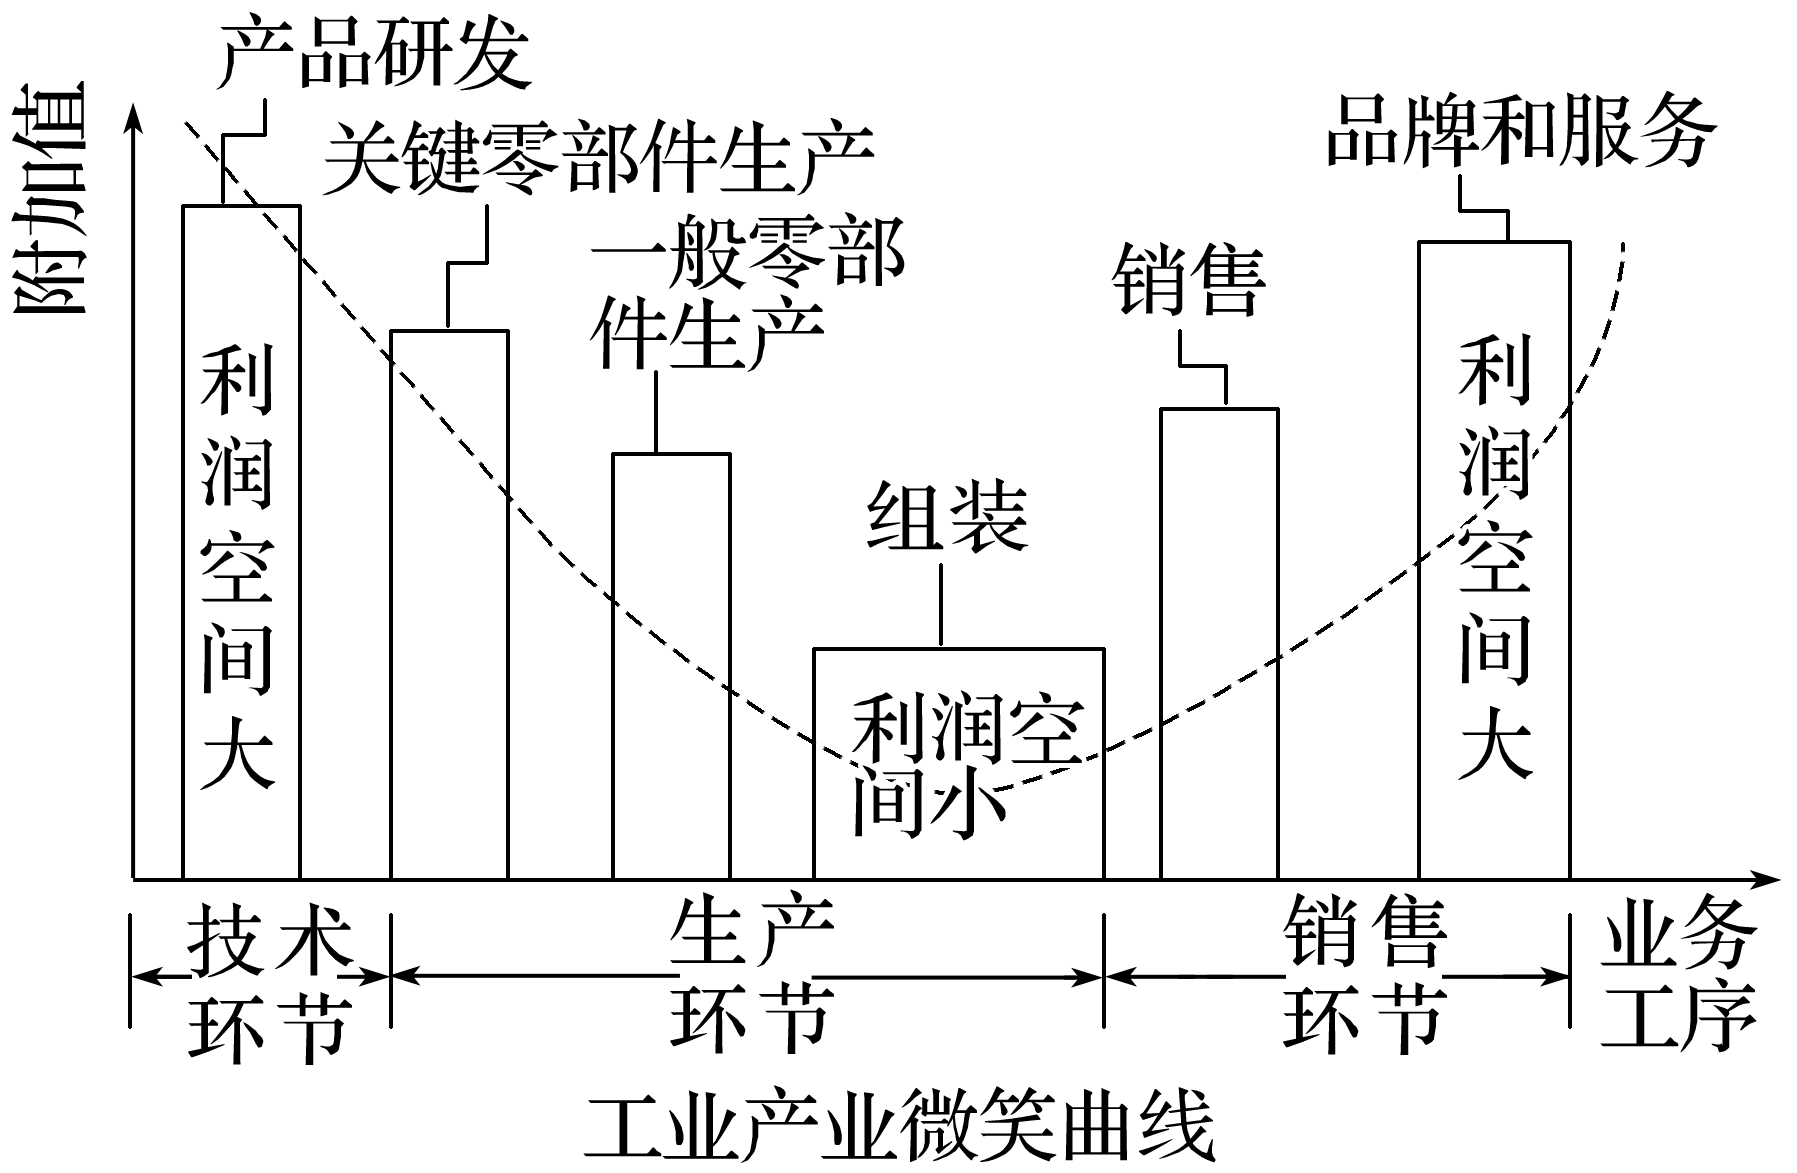 附加值
产品研发
关键零部件生产
一般零部
件生产
组装
销售
品牌和服务
利润空间大
利润空
间小
利润空间大
技术
环节
生产
环节
销售
环节
业务
工序
工业产业微笑曲线